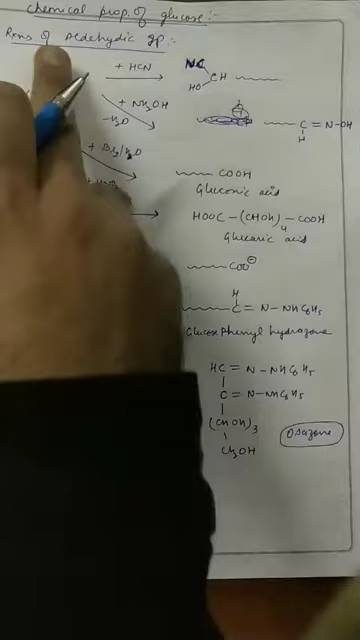 chemical prop. of glucose :-
Rxns of aldehydic gp :-
+ HCN
NC
CH
HO
+ NH2OH
-H2O
C = N - OH
H
+ Br2/H2O
COOH
Gluconic acid
HOOC - (CHOH)4 - COOH
Glucaric acid
COO⊖
H
C = N - NHC6H5
Glucose Phenyl hydrazone
HC = N - NHC6H5
C = N - NHC6H5
(CHOH)3
CH2OH
Osazone